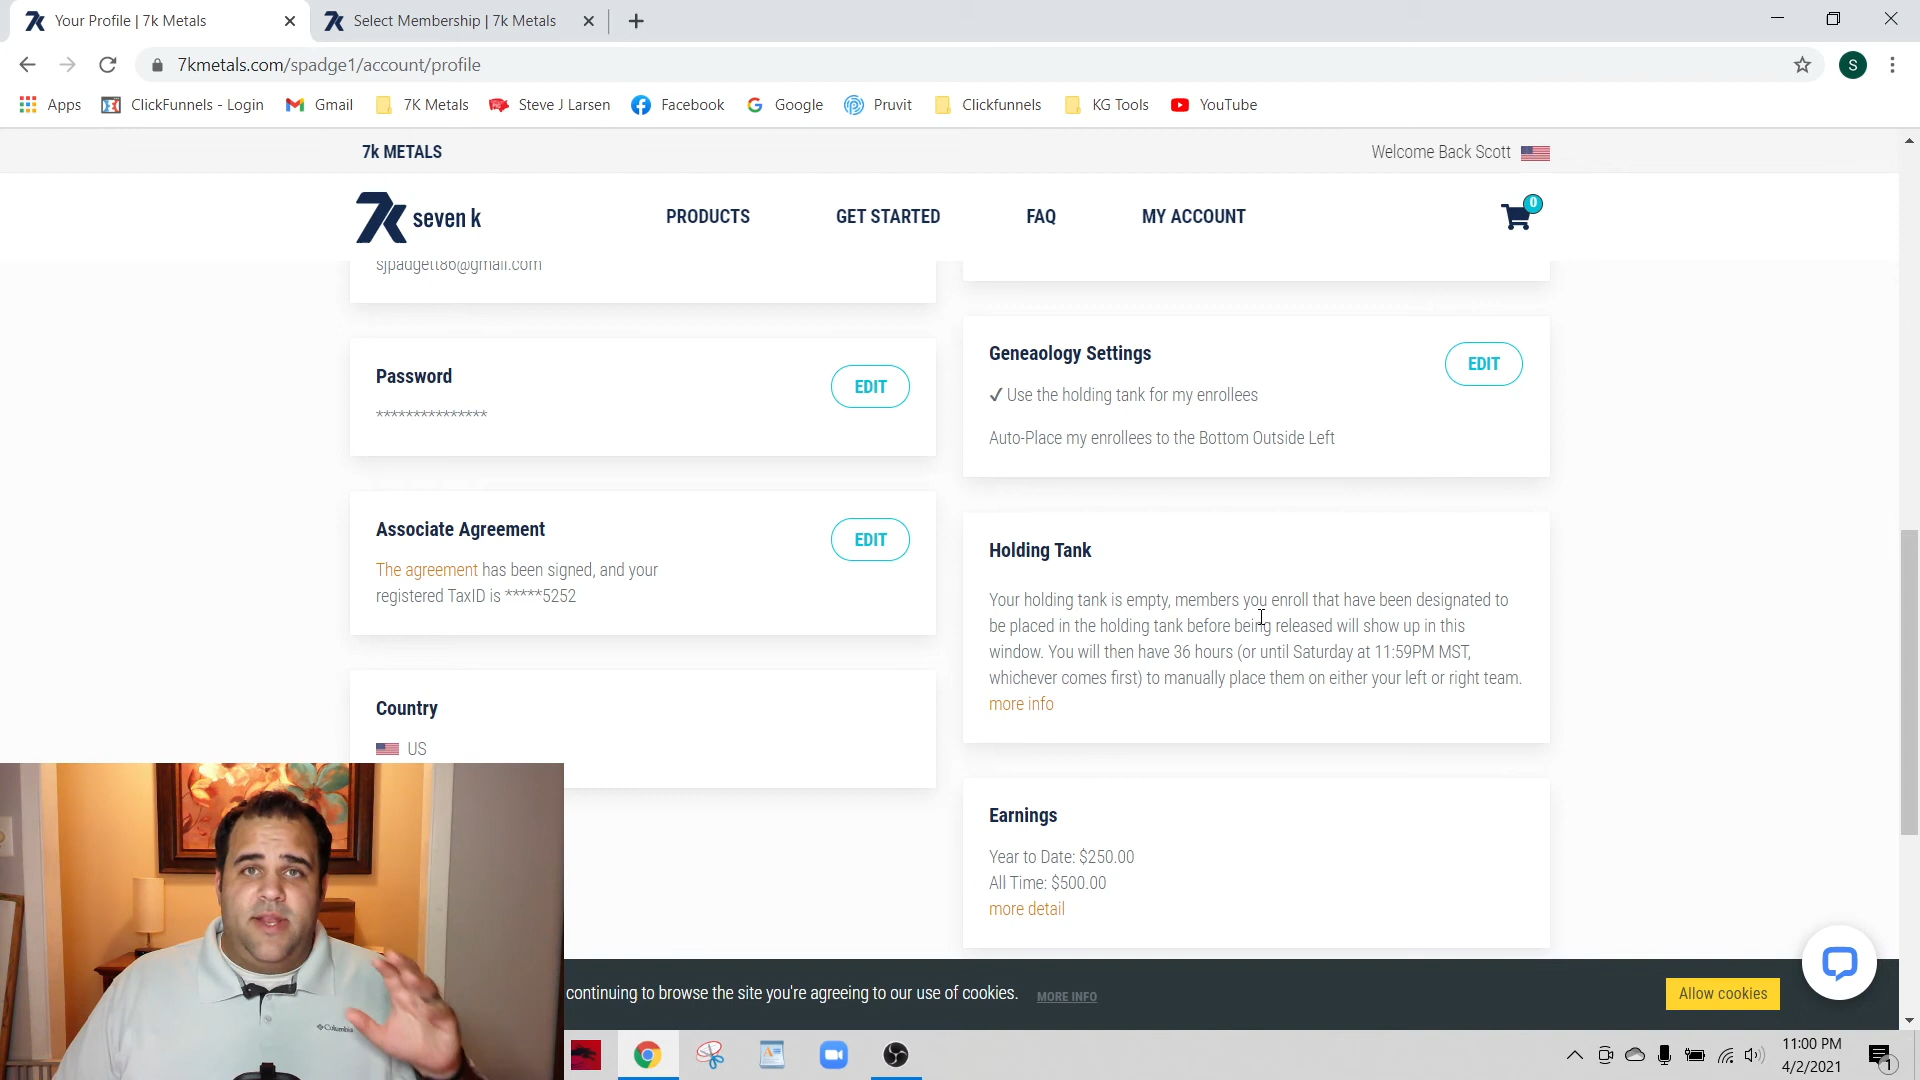 Your Profile | 7k Metals
Select Membership | 7k Metals
7kmetals.com/spadge1/account/profile
S
Apps
ClickFunnels - Login
Gmail
7K Metals
Steve J Larsen
Facebook
Google
Pruvit
Clickfunnels
KG Tools
YouTube
7k METALS
Welcome Back Scott
7k seven k
PRODUCTS
GET STARTED
FAQ
MY ACCOUNT
0
sjpadgett86@gmail.com
Password
EDIT
***************
Associate Agreement
EDIT
The agreement has been signed, and your
registered TaxID is *****5252
Country
US
Geneaology Settings
EDIT
✓ Use the holding tank for my enrollees
Auto-Place my enrollees to the Bottom Outside Left
Holding Tank
Your holding tank is empty, members you enroll that have been designated to
be placed in the holding tank before being released will show up in this
window. You will then have 36 hours (or until Saturday at 11:59PM MST,
whichever comes first) to manually place them on either your left or right team.
more info
Earnings
Year to Date: $250.00
All Time: $500.00
more detail
continuing to browse the site you're agreeing to our use of cookies.
MORE INFO
Allow cookies
Columbia
11:00 PM
4/2/2021
1